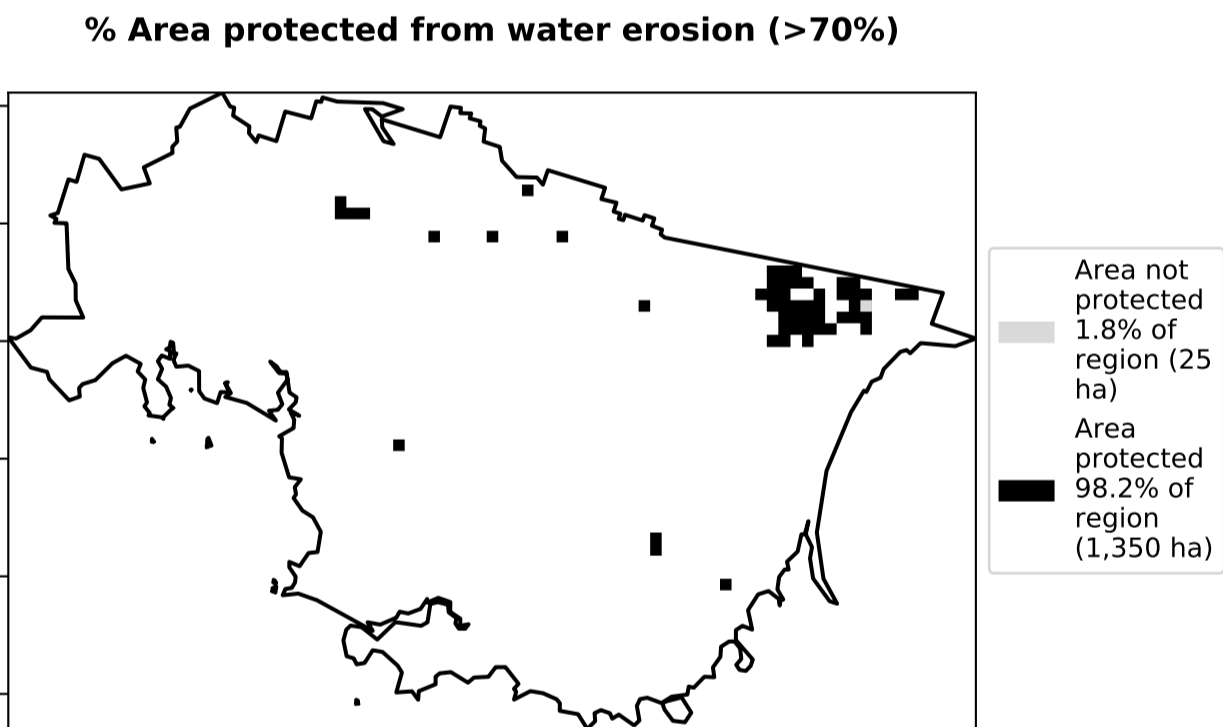 % Area protected from water erosion (>70%)
Area not
protected
1.8% of
region (25
ha)
Area
protected
98.2% of
region
(1,350 ha)